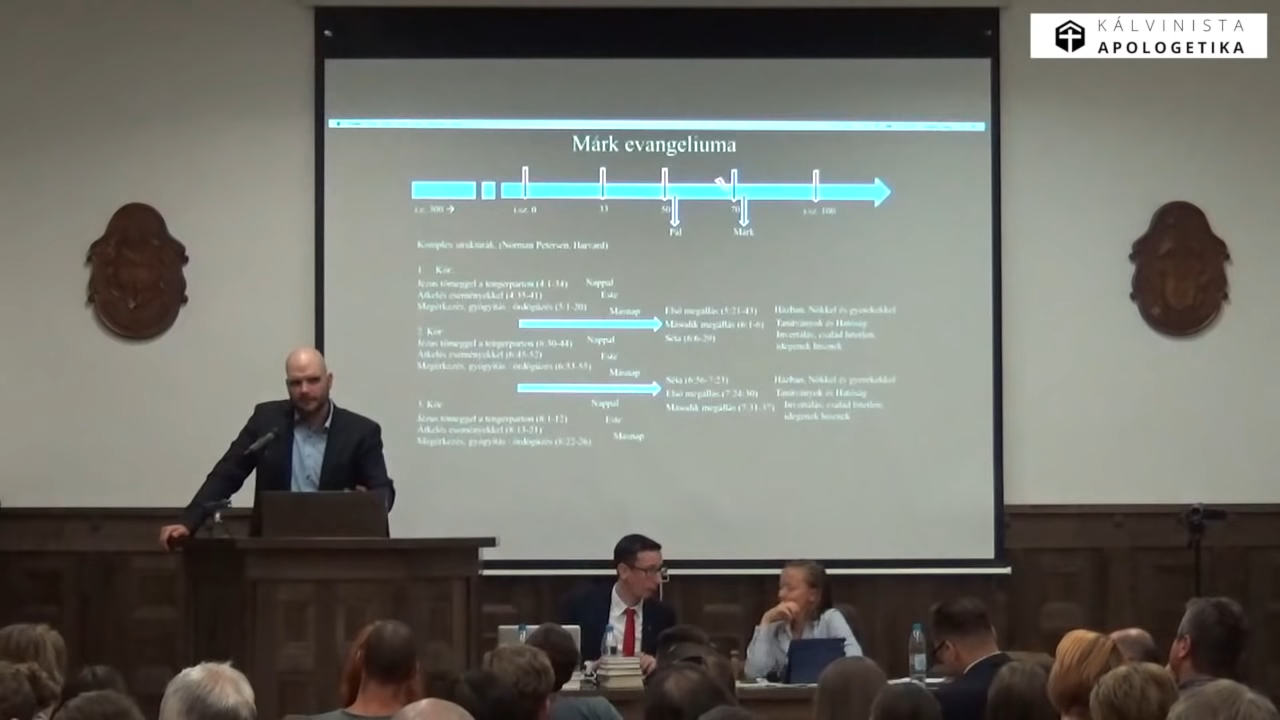 KÁLVINISTA
APOLOGETIKA
Márk evangéliuma
i.e. 300 →
i.sz. 0
33
50
70
i.sz. 100
Pál
Márk
Komplex struktúrák, (Norman Petersen, Harvard)
1. Kör:
Jézus tömeggel a tengerparton (4:1-34) Nappal
Átkelés eseményekkel (4:35-41) Este
Megérkezés, gyógyítás / ördögűzés (5:1-20) Másnap
Első megállás (5:21-43) Házban, Nőkkel és gyerekekkel
Második megállás (6:1-6) Tanítványok és Hatóság
Séta (6:6-29) Invertálás, család hitetlen,
idegenek hisznek
2. Kör:
Jézus tömeggel a tengerparton (6:30-44) Nappal
Átkelés eseményekkel (6:45-52) Este
Megérkezés, gyógyítás / ördögűzés (6:53-55) Másnap
Séta (6:56-7:23) Házban, Nőkkel és gyerekekkel
Első megállás (7:24-30) Tanítványok és Hatóság
Második megállás (7:31-37) Invertálás, család hitetlen,
idegenek hisznek
3. Kör:
Jézus tömeggel a tengerparton (8:1-12) Nappal
Átkelés eseményekkel (8:13-21) Este
Megérkezés, gyógyítás / ördögűzés (8:22-26) Másnap